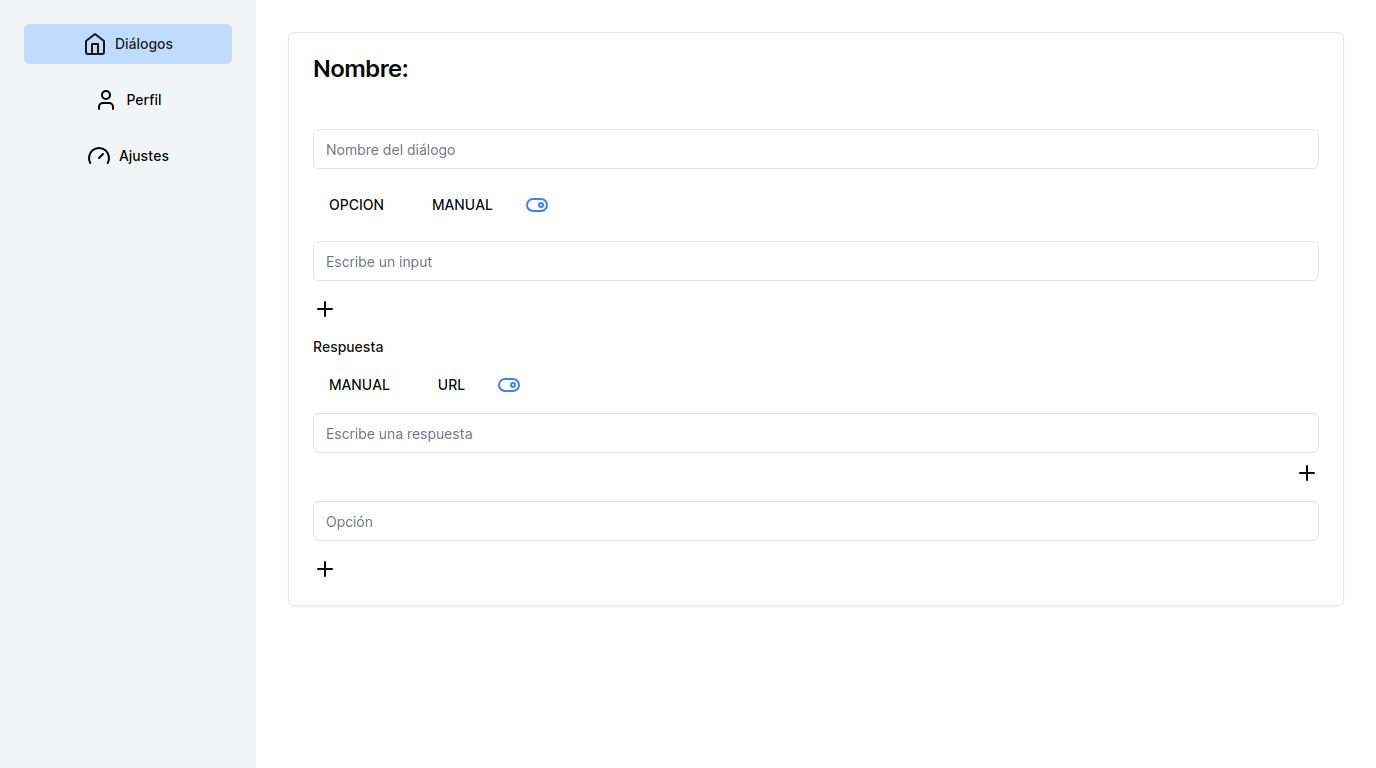 Diálogos
Perfil
Ajustes
Nombre:
Nombre del diálogo
OPCION MANUAL
Escribe un input
Respuesta
MANUAL URL
Escribe una respuesta
Opción